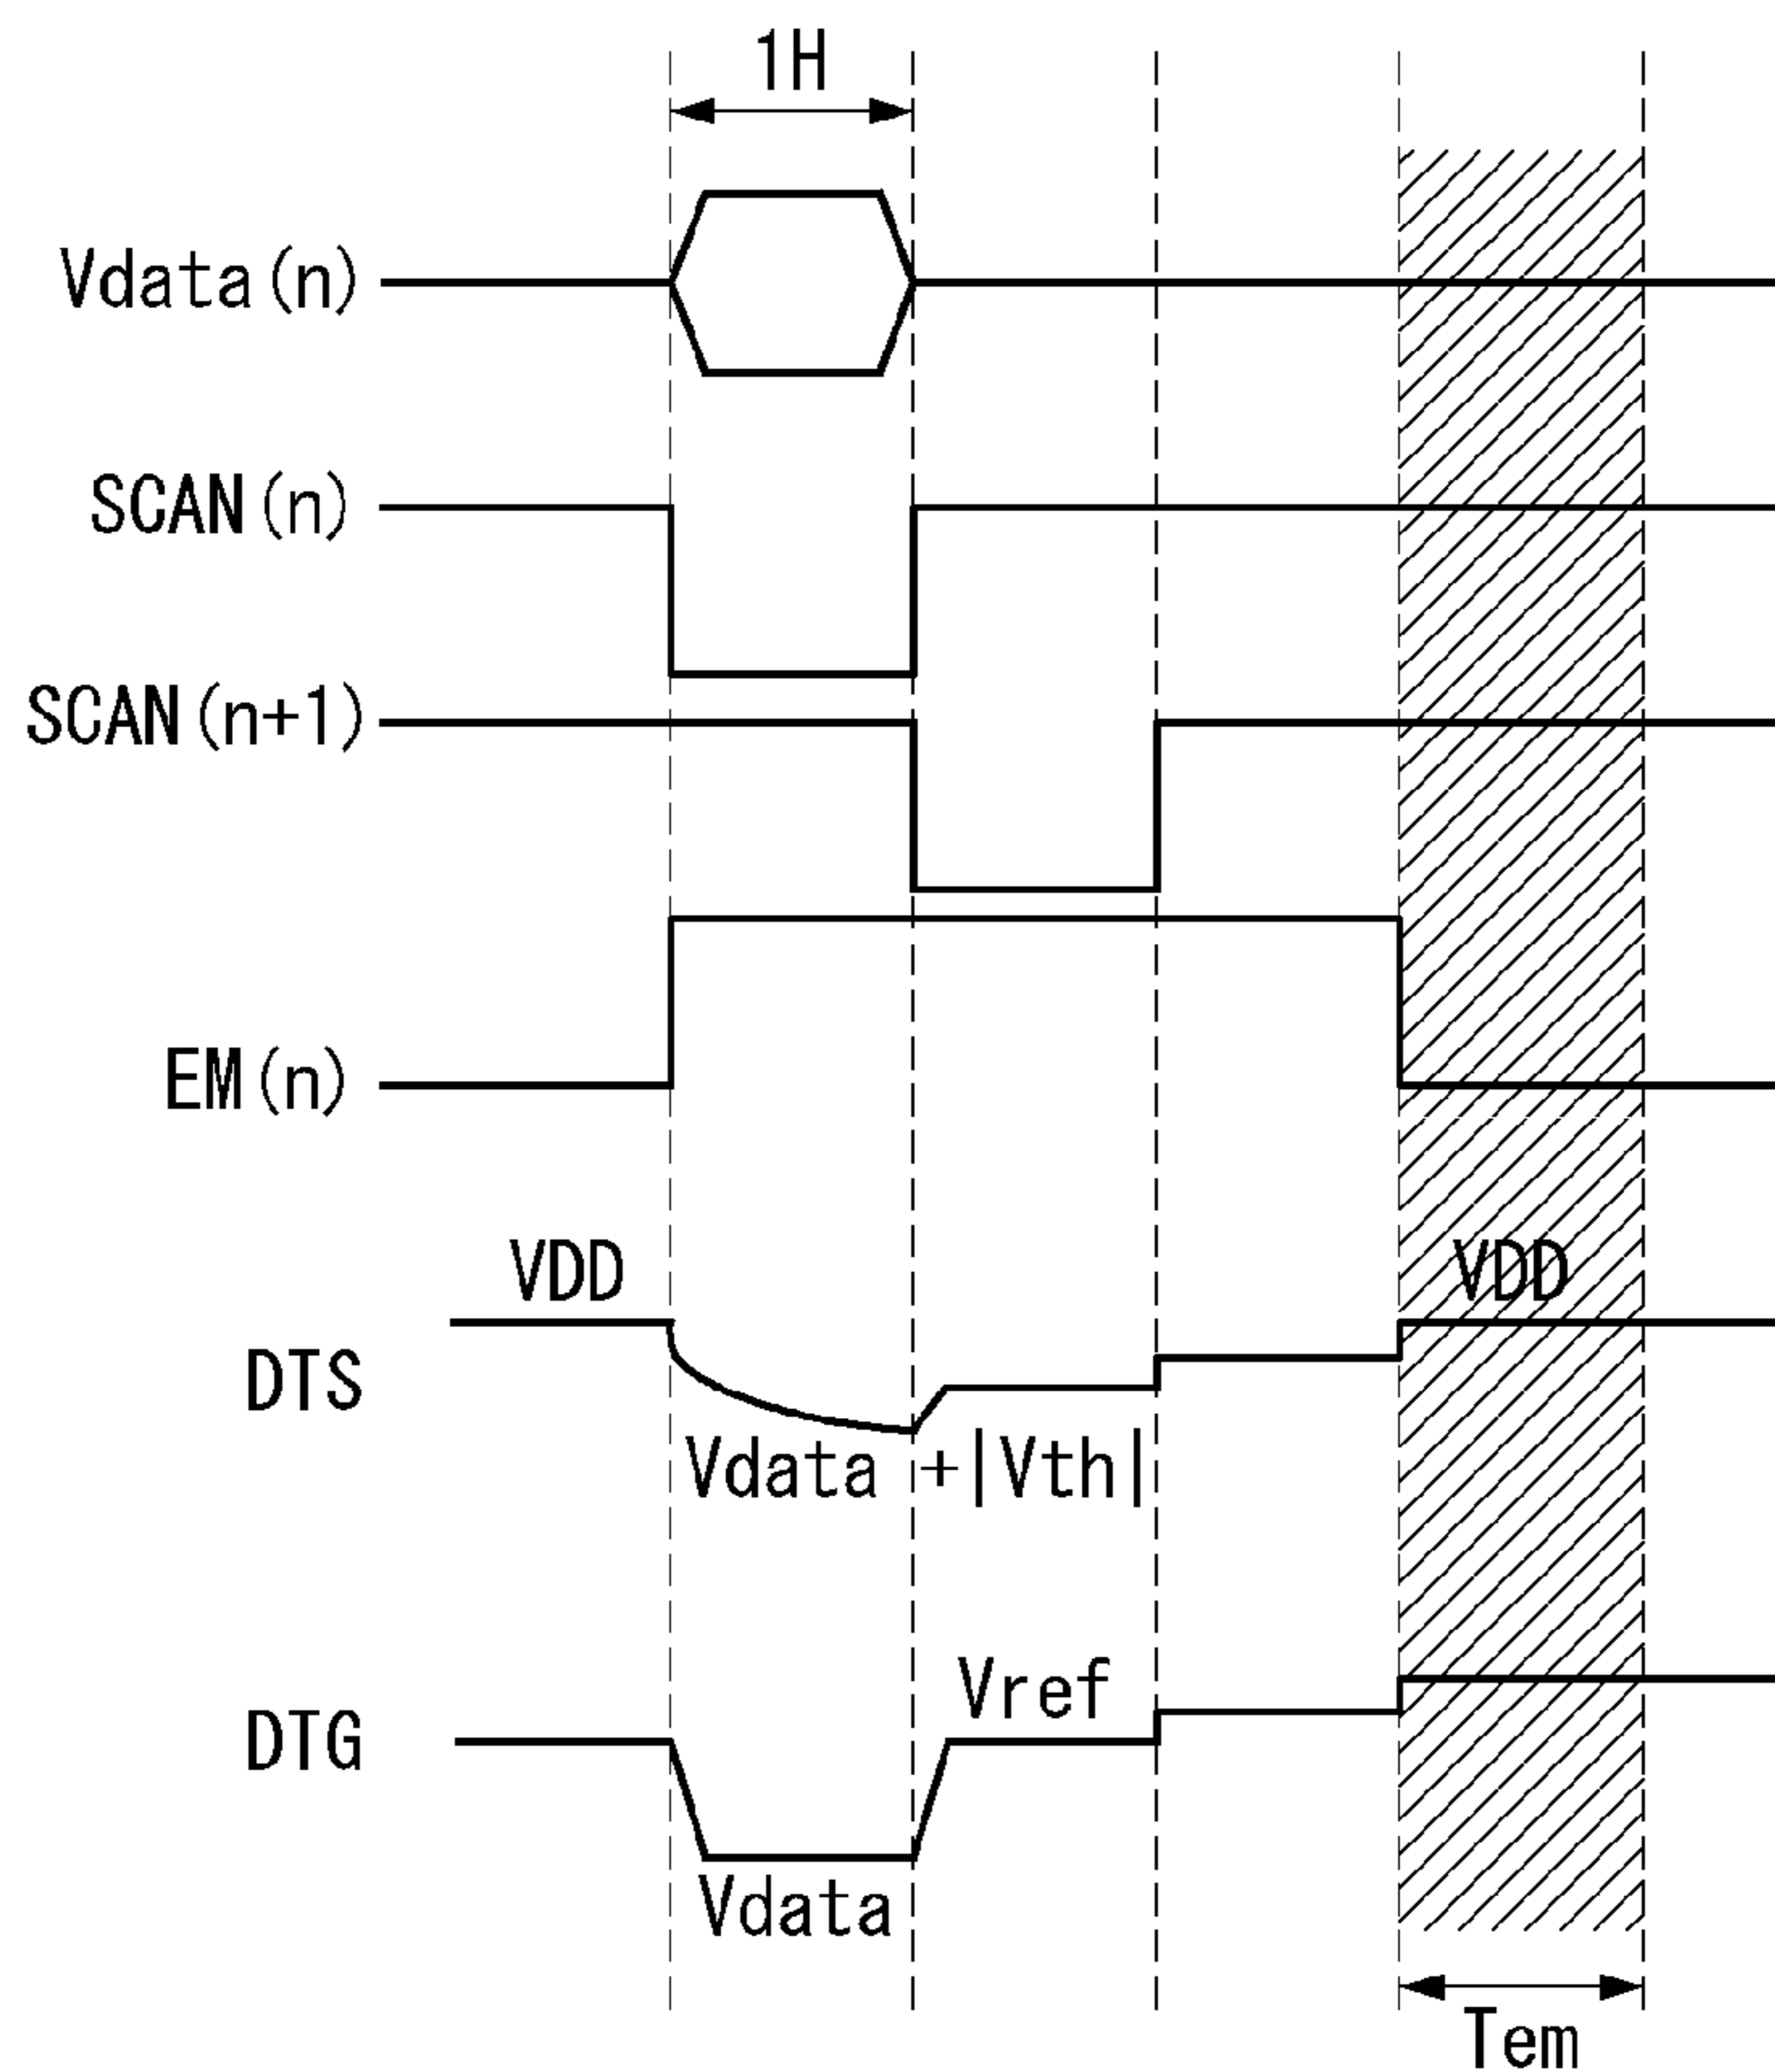 1H
Vdata(n)
SCAN(n)
SCAN(n+1)
EM(n)
VDD
VDD
DTS
Vdata +|Vth|
Vref
DTG
Vdata
Tem